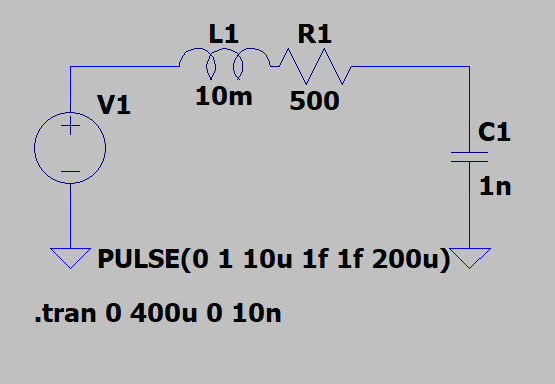 L1 R1
10m 500
V1
C1
1n
PULSE(0 1 10u 1f 1f 200u)
.tran 0 400u 0 10n